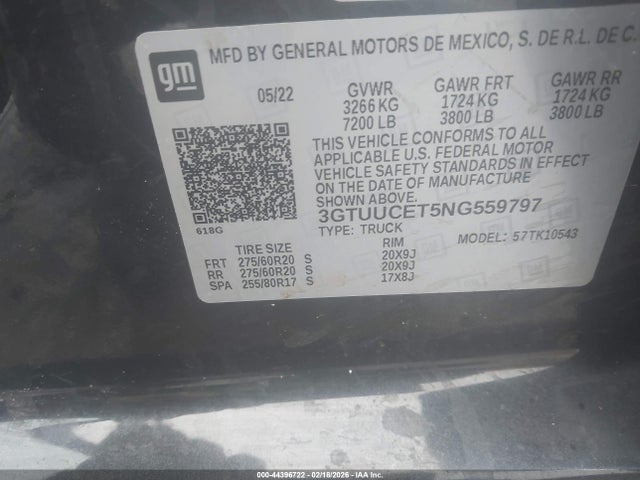 gm
MFD BY GENERAL MOTORS DE MEXICO, S. DE R.L. DE C.
05/22 GVWR GAWR FRT GAWR RR
3266 KG 1724 KG 1724 KG
7200 LB 3800 LB 3800 LB
THIS VEHICLE CONFORMS TO ALL
APPLICABLE U.S. FEDERAL MOTOR
VEHICLE SAFETY STANDARDS IN EFFECT
ON THE DATE OF MANUFACTURE
SHOWN ABOVE.
3GTUUCET5NG559797
618G
TYPE: TRUCK MODEL: 57TK10543
TIRE SIZE RIM
FRT 275/60R20 S 20X9J
RR 275/60R20 S 20X9J
SPA 255/80R17 S 17X8J
000-44396722 - 02/18/2026 - IAA Inc.